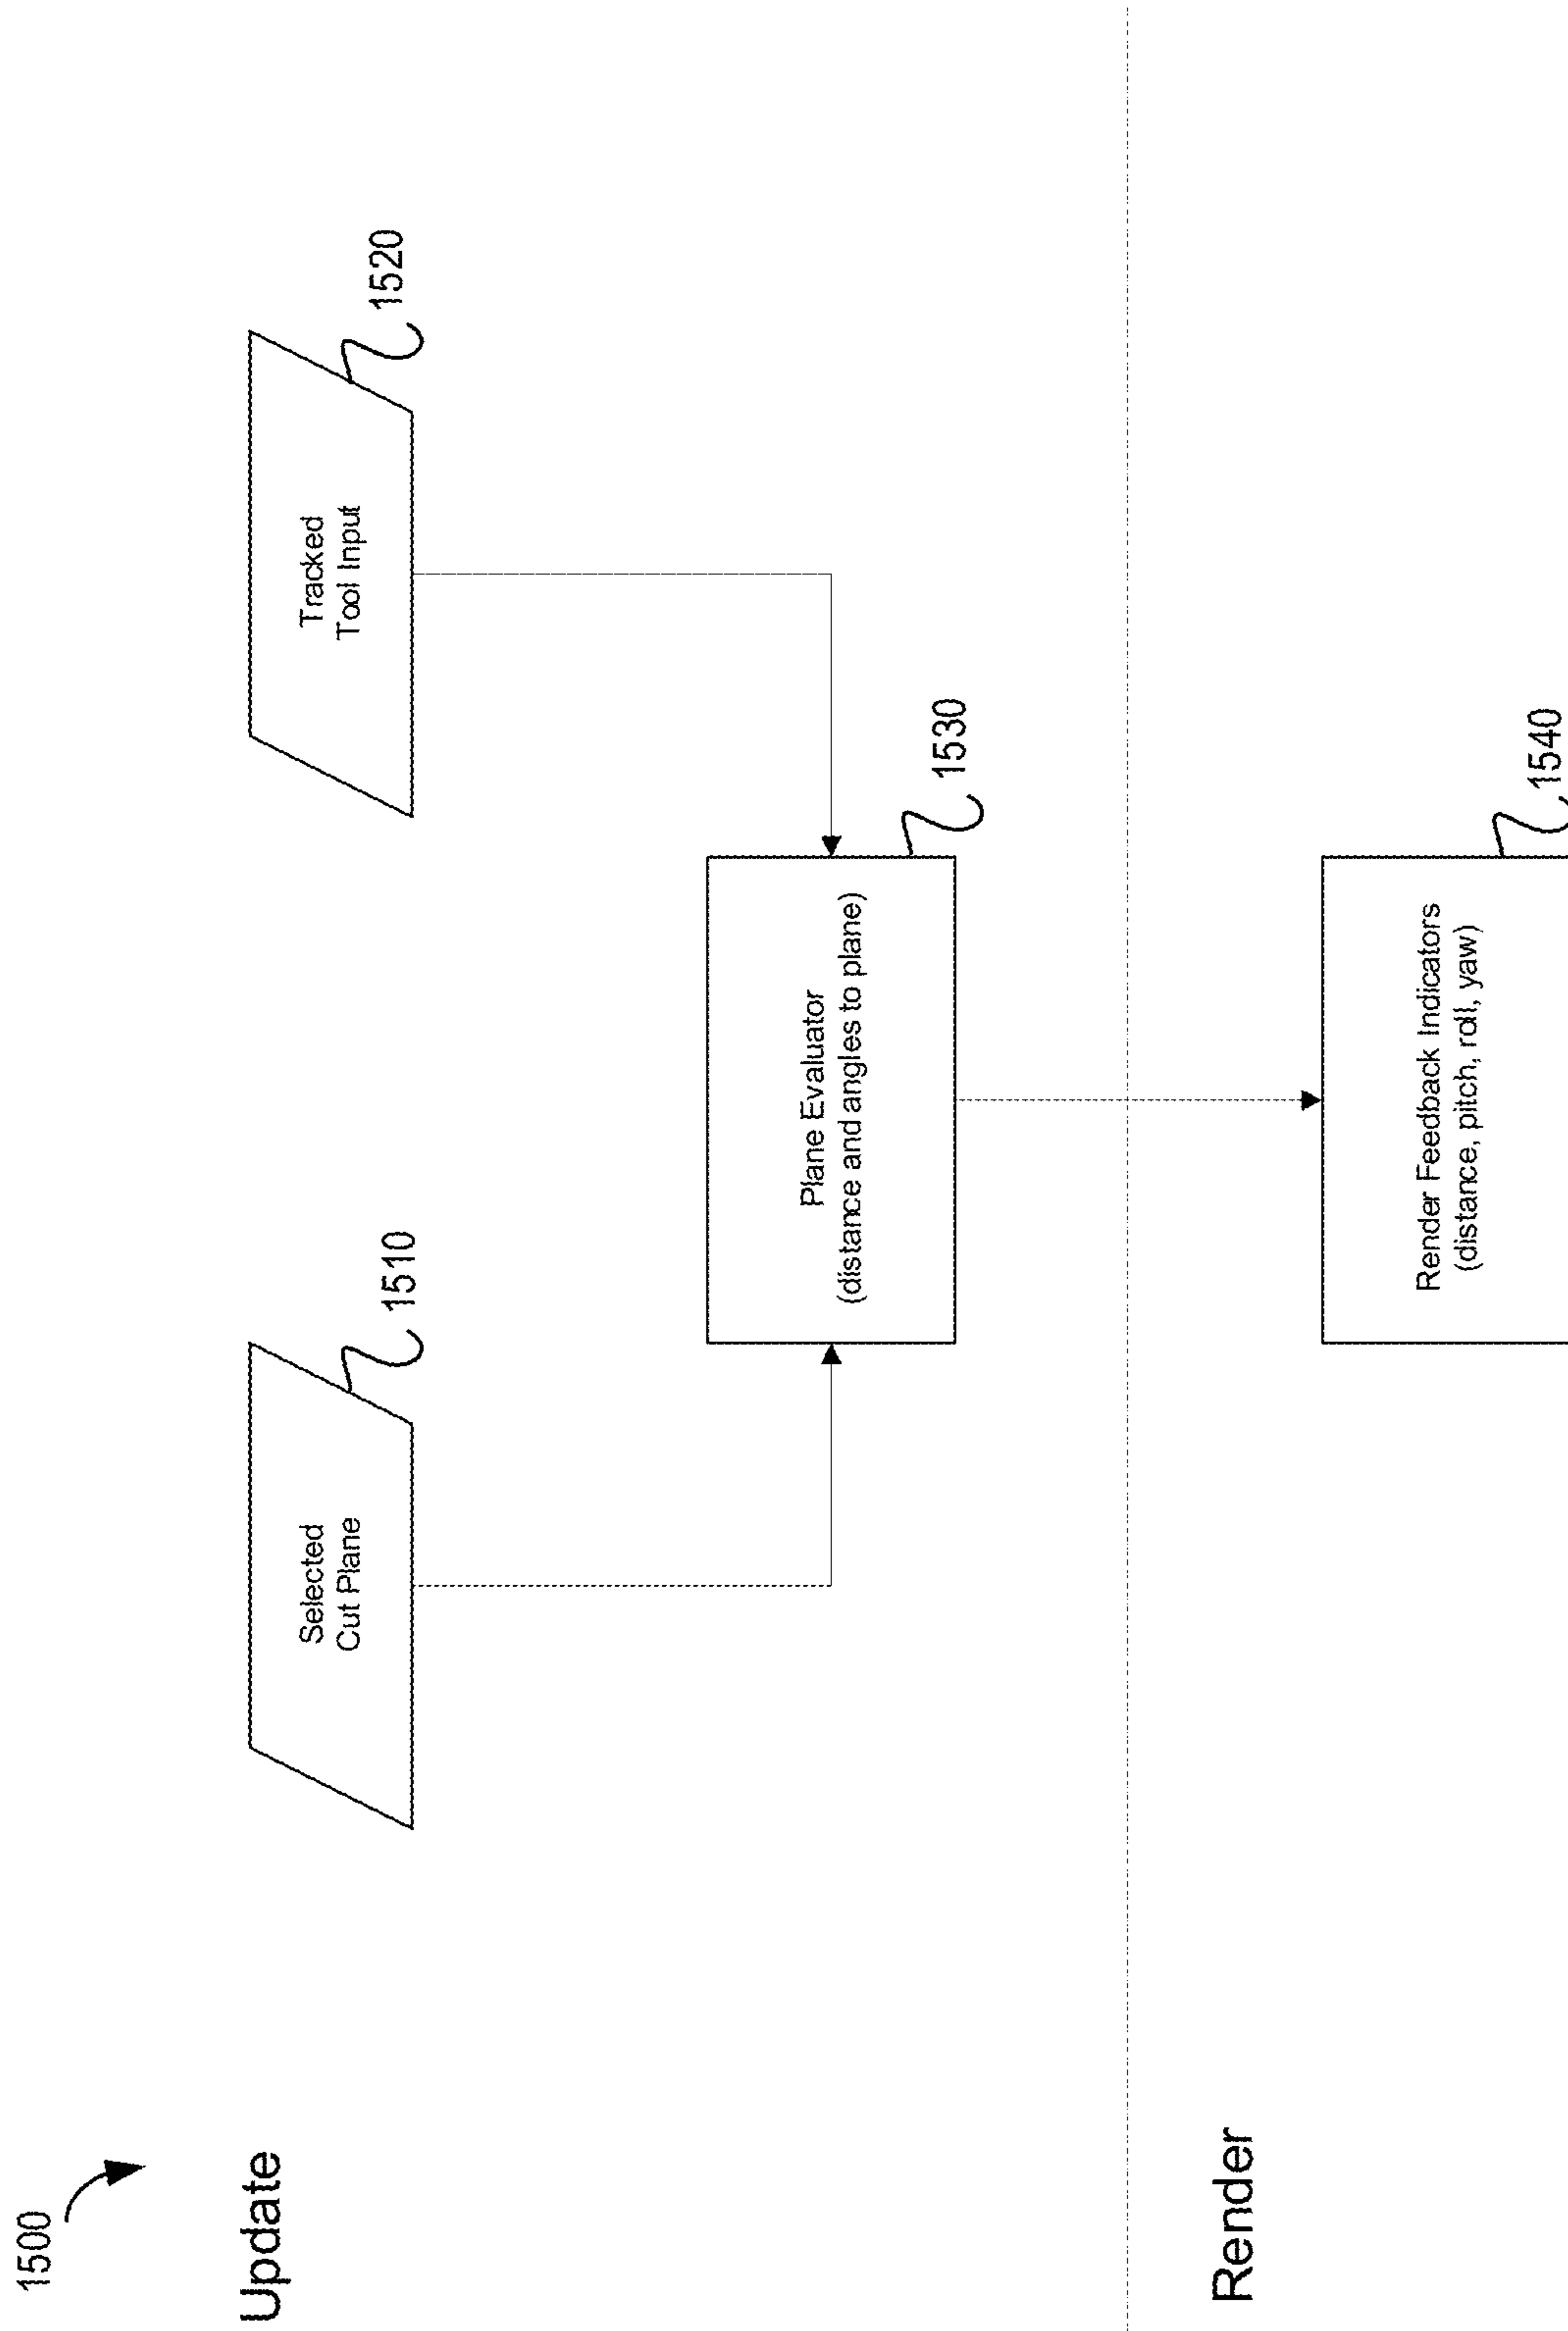 1500
Update
Selected
Cut Plane
1510
Tracked
Tool Input
1520
Plane Evaluator
(distance and angles to plane)
1530
Render
Render Feedback Indicators
(distance, pitch, roll, yaw)
1540